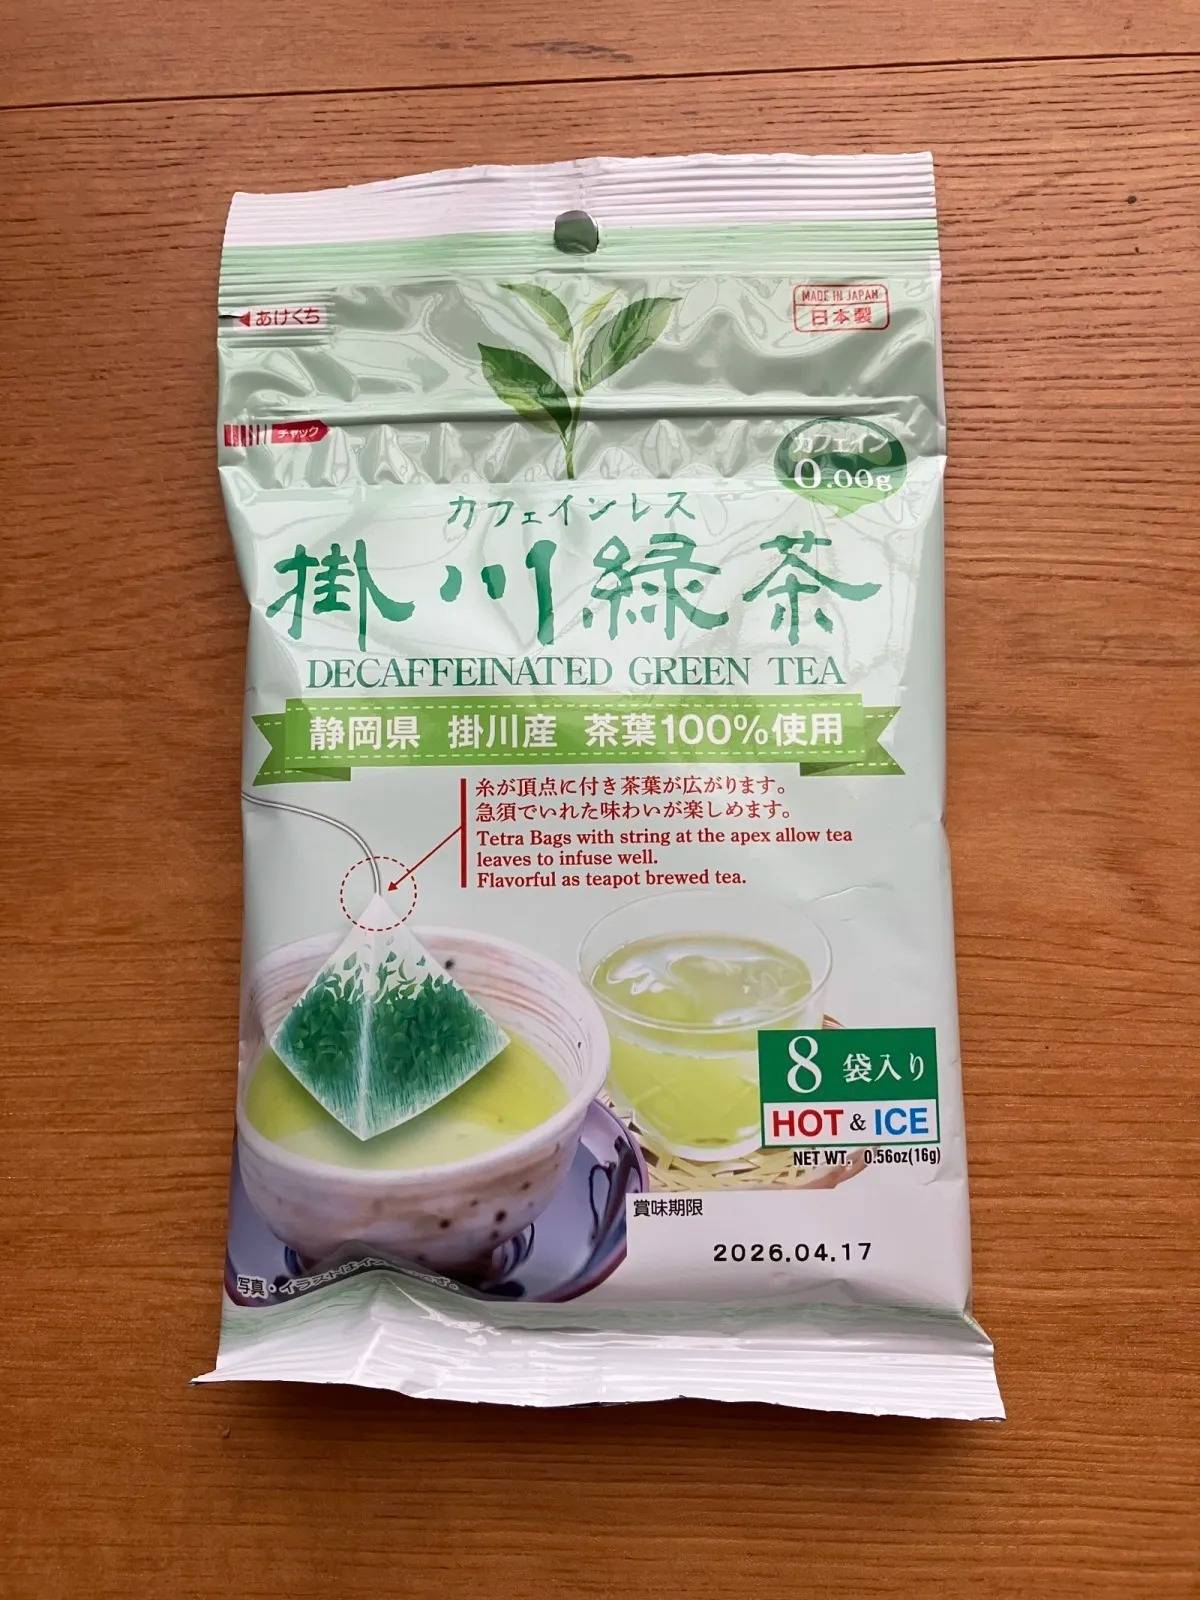 MADE IN JAPAN
日本製
あけくち
チャック
カフェイン
0.00g
カフェインレス
掛川緑茶
DECAFFEINATED GREEN TEA
静岡県 掛川産 茶葉100%使用
糸が頂点に付き茶葉が広がります。
急須でいれた味わいが楽しめます。
Tetra Bags with string at the apex allow tea
leaves to infuse well.
Flavorful as teapot brewed tea.
8袋入り
HOT & ICE
NET WT. 0.56oz(16g)
賞味期限
2026.04.17
写真・イラストはイ